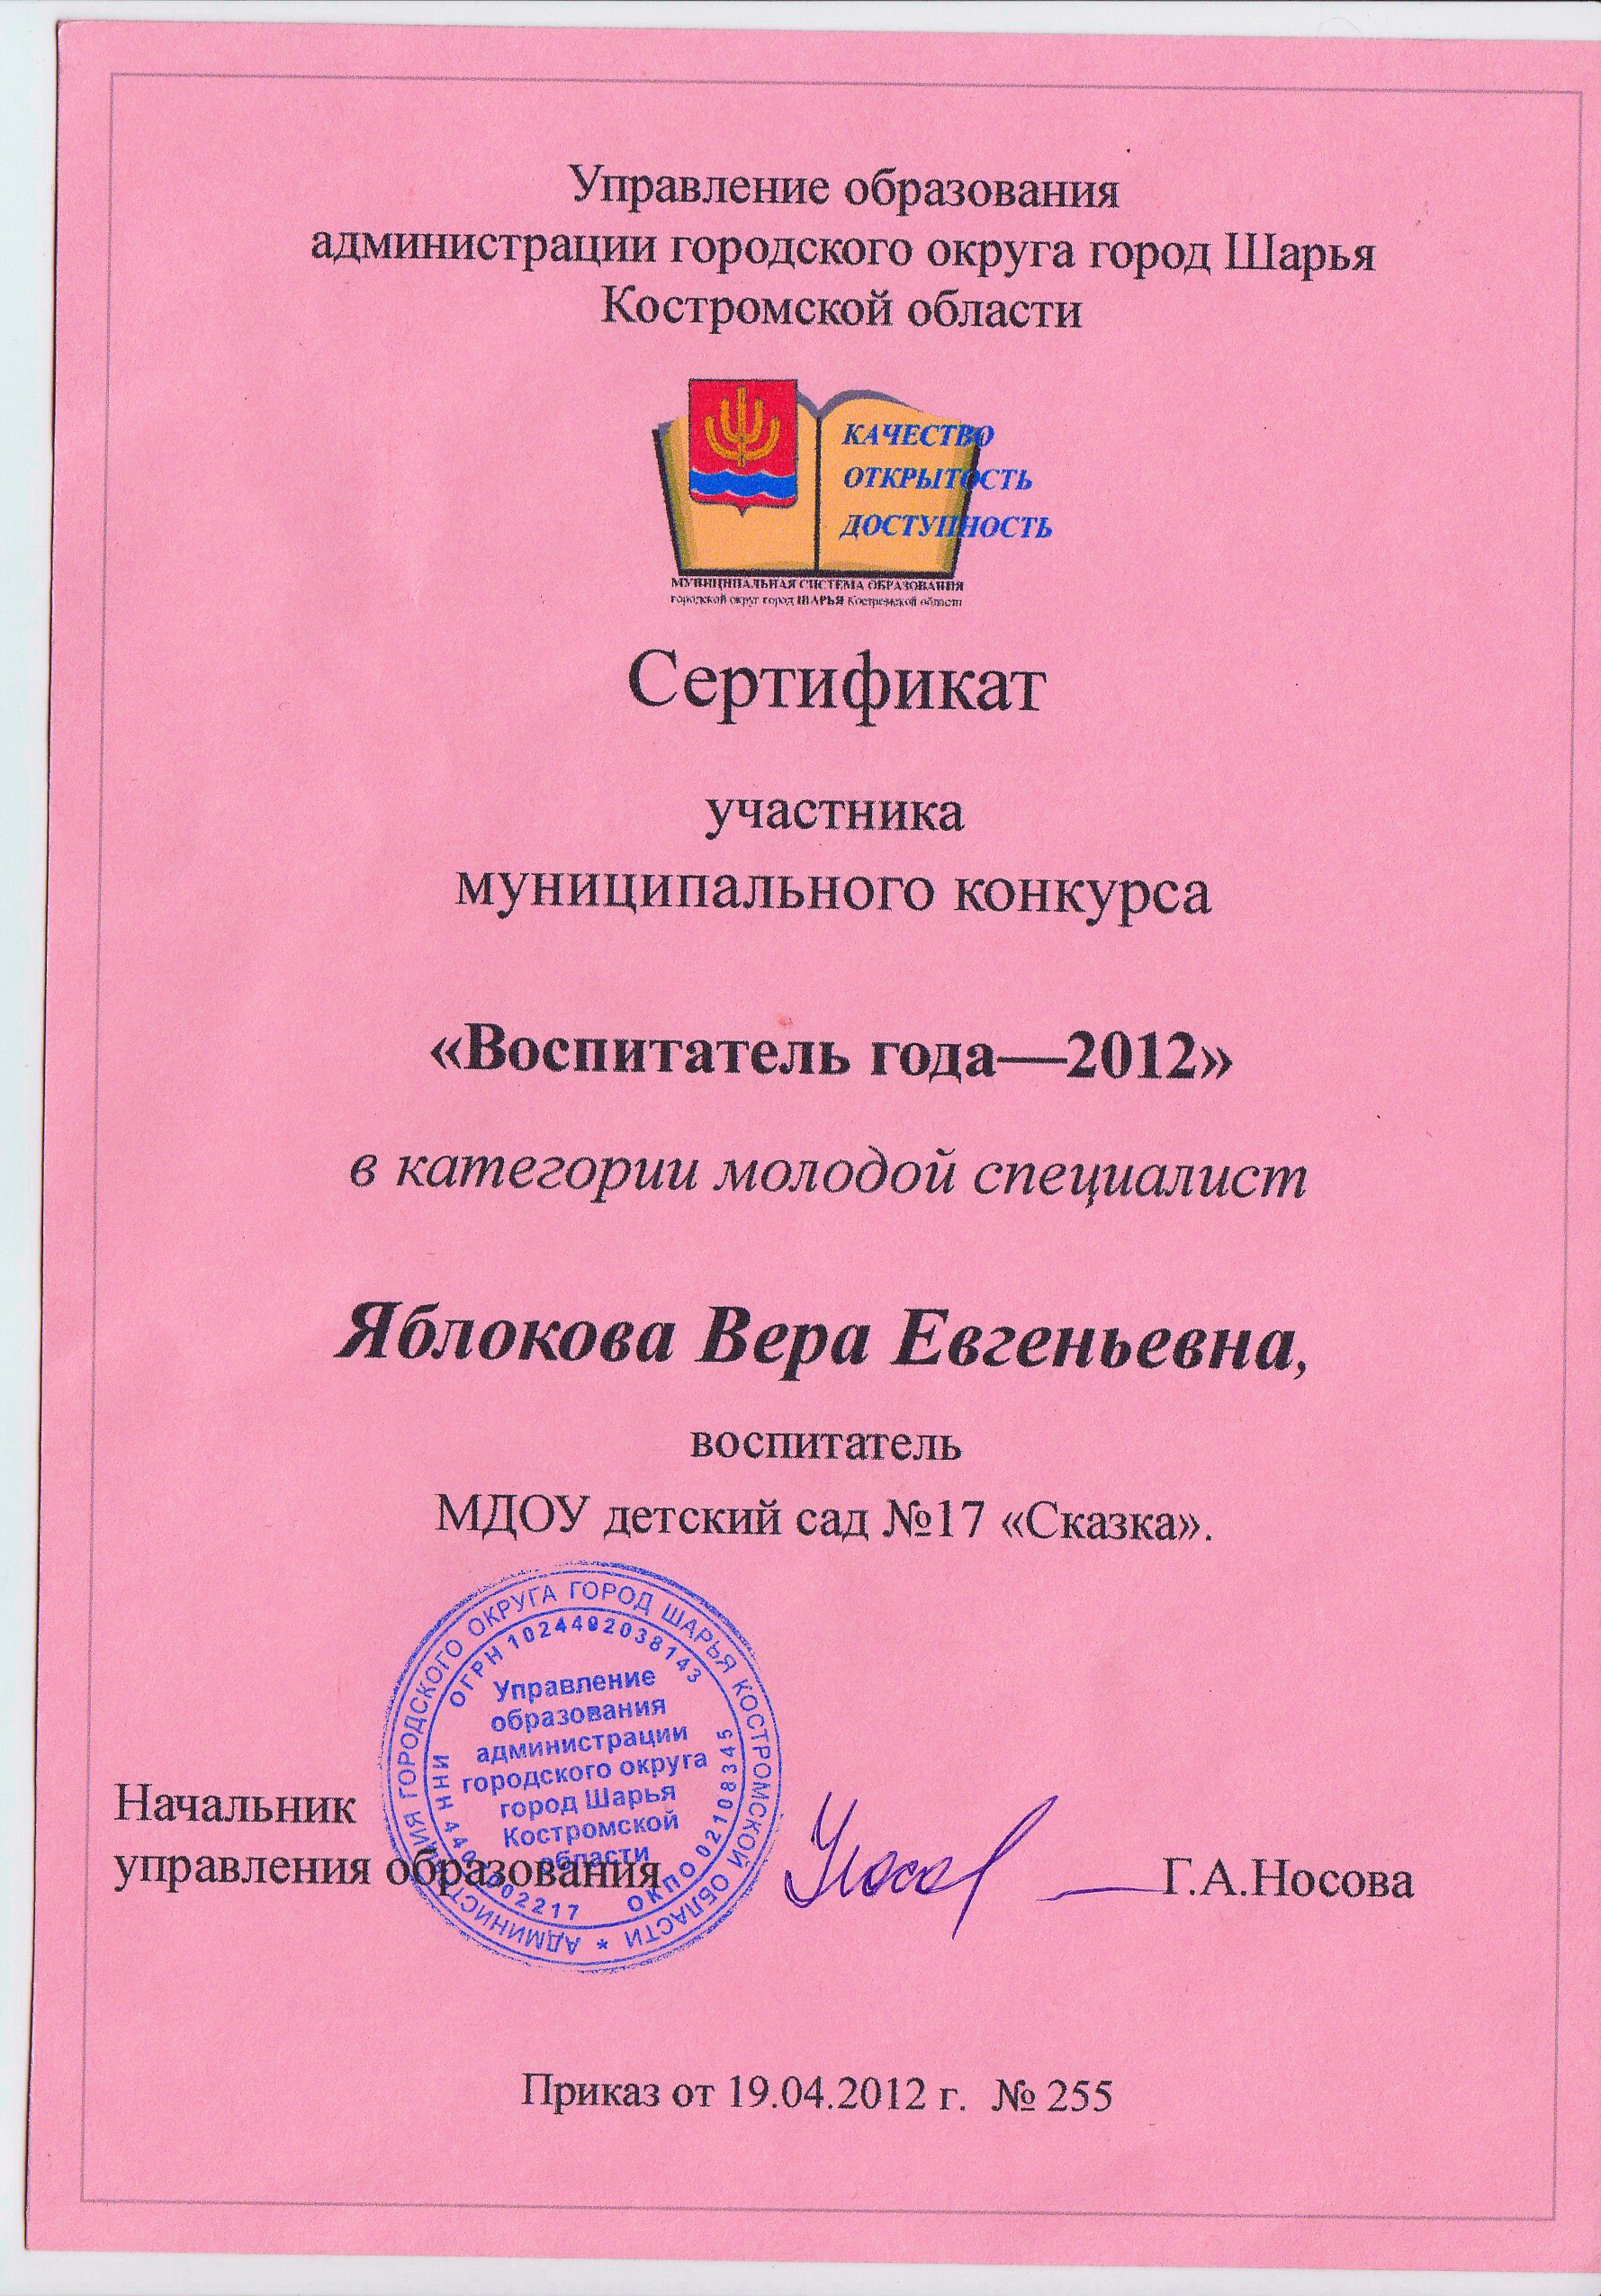 Управление образования
администрации городского округа город Шарья
Костромской области
КАЧЕСТВО
ОТКРЫТОСТЬ
ДОСТУПНОСТЬ
МУНИЦИПАЛЬНАЯ СИСТЕМА ОБРАЗОВАНИЯ
городской округ город ШАРЬЯ Костромской области
Сертификат
участника
муниципального конкурса
«Воспитатель года—2012»
в категории молодой специалист
Яблокова Вера Евгеньевна,
воспитатель
МДОУ детский сад №17 «Сказка».
АДМИНИСТРАЦИЯ ГОРОДСКОГО ОКРУГА ГОРОД ШАРЬЯ КОСТРОМСКОЙ ОБЛАСТИ *
ОГРН 1024402038143
ОКПО 02108345
ИНН
Управление
образования
администрации
городского округа
город Шарья
Костромской
области
Начальник
управления образования
Г.А.Носова
Приказ от 19.04.2012 г. № 255